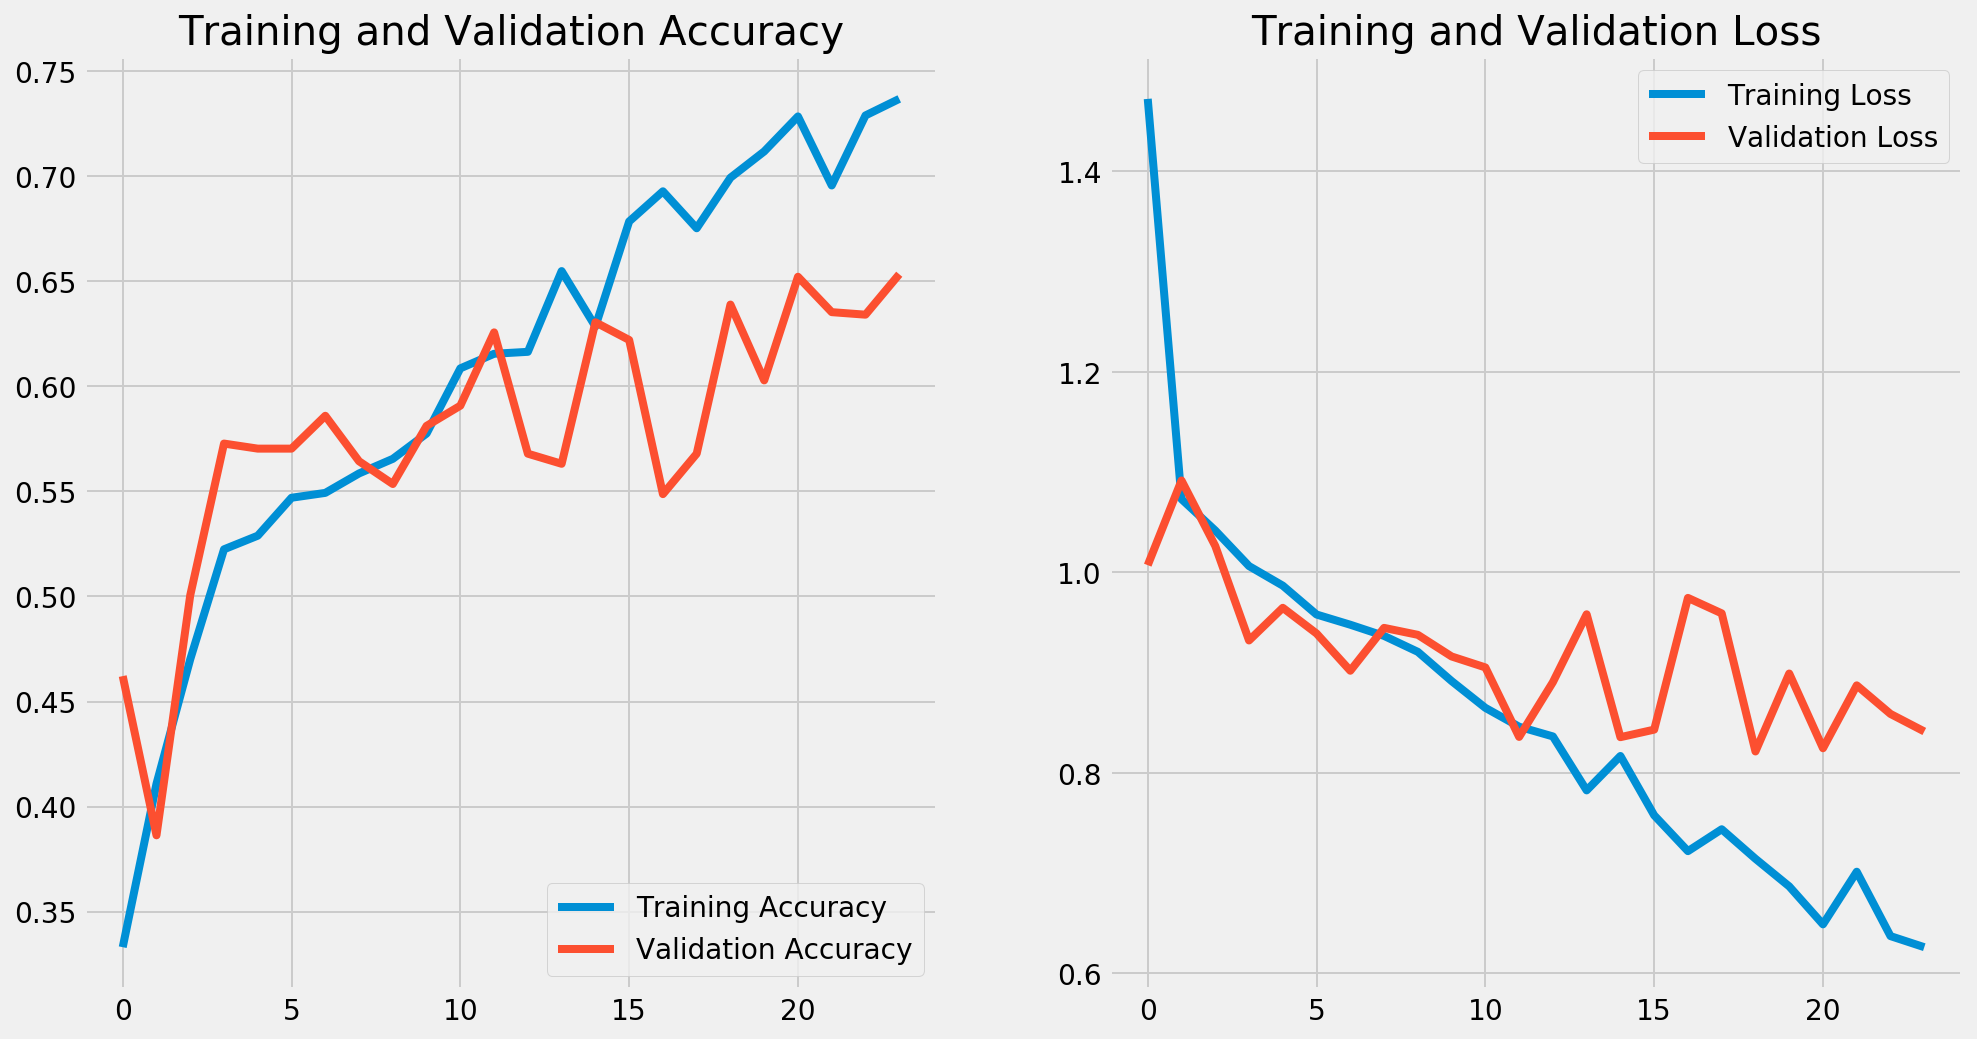 Training and Validation Accuracy
0.75
0.70
0.65
0.60
0.55
0.50
0.45
0.40
0.35
0 5 10 15 20
Training Accuracy
Validation Accuracy
Training and Validation Loss
Training Loss
Validation Loss
1.4
1.2
1.0
0.8
0.6
0 5 10 15 20